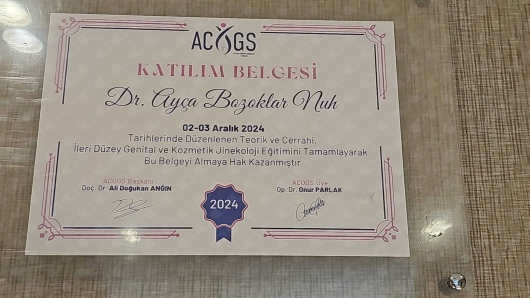 ACOGS
KATILIM BELGESİ
Dr. Ayça Bozoklar Nuh
02-03 Aralık 2024
Tarihlerinde Düzenlenen Teorik ve Cerrahi,
İleri Düzey Genital ve Kozmetik Jinekoloji Eğitimini Tamamlayarak
Bu Belgeyi Almaya Hak Kazanmıştır
ACOGS Başkanı
Doç. Dr. Ali Doğukan ANĞIN
ACOGS Üye
Op. Dr. Onur PARLAK
2024